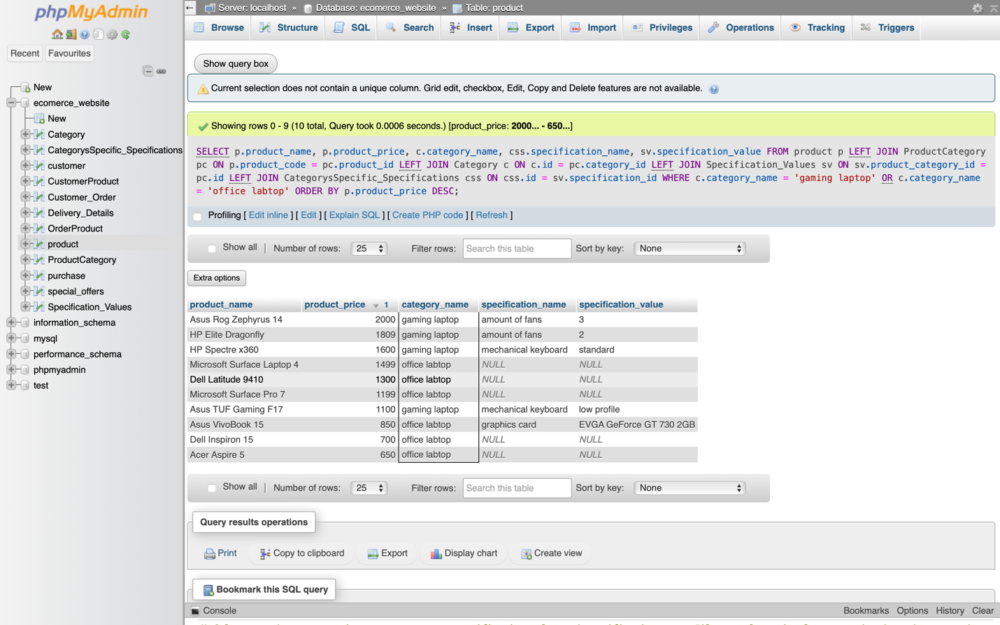 phpMyAdmin
Recent Favourites
New
ecomerce_website
New
Category
CategorysSpecific_Specifications
customer
CustomerProduct
Customer_Order
Delivery_Details
OrderProduct
product
ProductCategory
purchase
special_offers
Specification_Values
information_schema
mysql
performance_schema
phpmyadmin
test
Server: localhost » Database: ecomerce_website » Table: product
Browse Structure SQL Search Insert Export Import Privileges Operations Tracking Triggers
Show query box
Current selection does not contain a unique column. Grid edit, checkbox, Edit, Copy and Delete features are not available.
Showing rows 0 - 9 (10 total, Query took 0.0006 seconds.) [product_price: 2000... - 650...]
SELECT p.product_name, p.product_price, c.category_name, css.specification_name, sv.specification_value FROM product p LEFT JOIN ProductCategory
pc ON p.product_code = pc.product_id LEFT JOIN Category c ON c.id = pc.category_id LEFT JOIN Specification_Values sv ON sv.product_category_id =
pc.id LEFT JOIN CategorysSpecific_Specifications css ON css.id = sv.specification_id WHERE c.category_name = 'gaming laptop' OR c.category_name
= 'office labtop' ORDER BY p.product_price DESC;
Profiling [ Edit inline ] [ Edit ] [ Explain SQL ] [ Create PHP code ] [ Refresh ]
Show all | Number of rows: 25 Filter rows: Search this table Sort by key: None
Extra options
product_name product_price 1 category_name specification_name specification_value
Asus Rog Zephyrus 14 2000 gaming laptop amount of fans 3
HP Elite Dragonfly 1809 gaming laptop amount of fans 2
HP Spectre x360 1600 gaming laptop mechanical keyboard standard
Microsoft Surface Laptop 4 1499 office labtop NULL NULL
Dell Latitude 9410 1300 office labtop NULL NULL
Microsoft Surface Pro 7 1199 office labtop NULL NULL
Asus TUF Gaming F17 1100 gaming laptop mechanical keyboard low profile
Asus VivoBook 15 850 office labtop graphics card EVGA GeForce GT 730 2GB
Dell Inspiron 15 700 office labtop NULL NULL
Acer Aspire 5 650 office labtop NULL NULL
Show all | Number of rows: 25 Filter rows: Search this table Sort by key: None
Query results operations
Print Copy to clipboard Export Display chart Create view
Bookmark this SQL query
Console Bookmarks Options History Clear